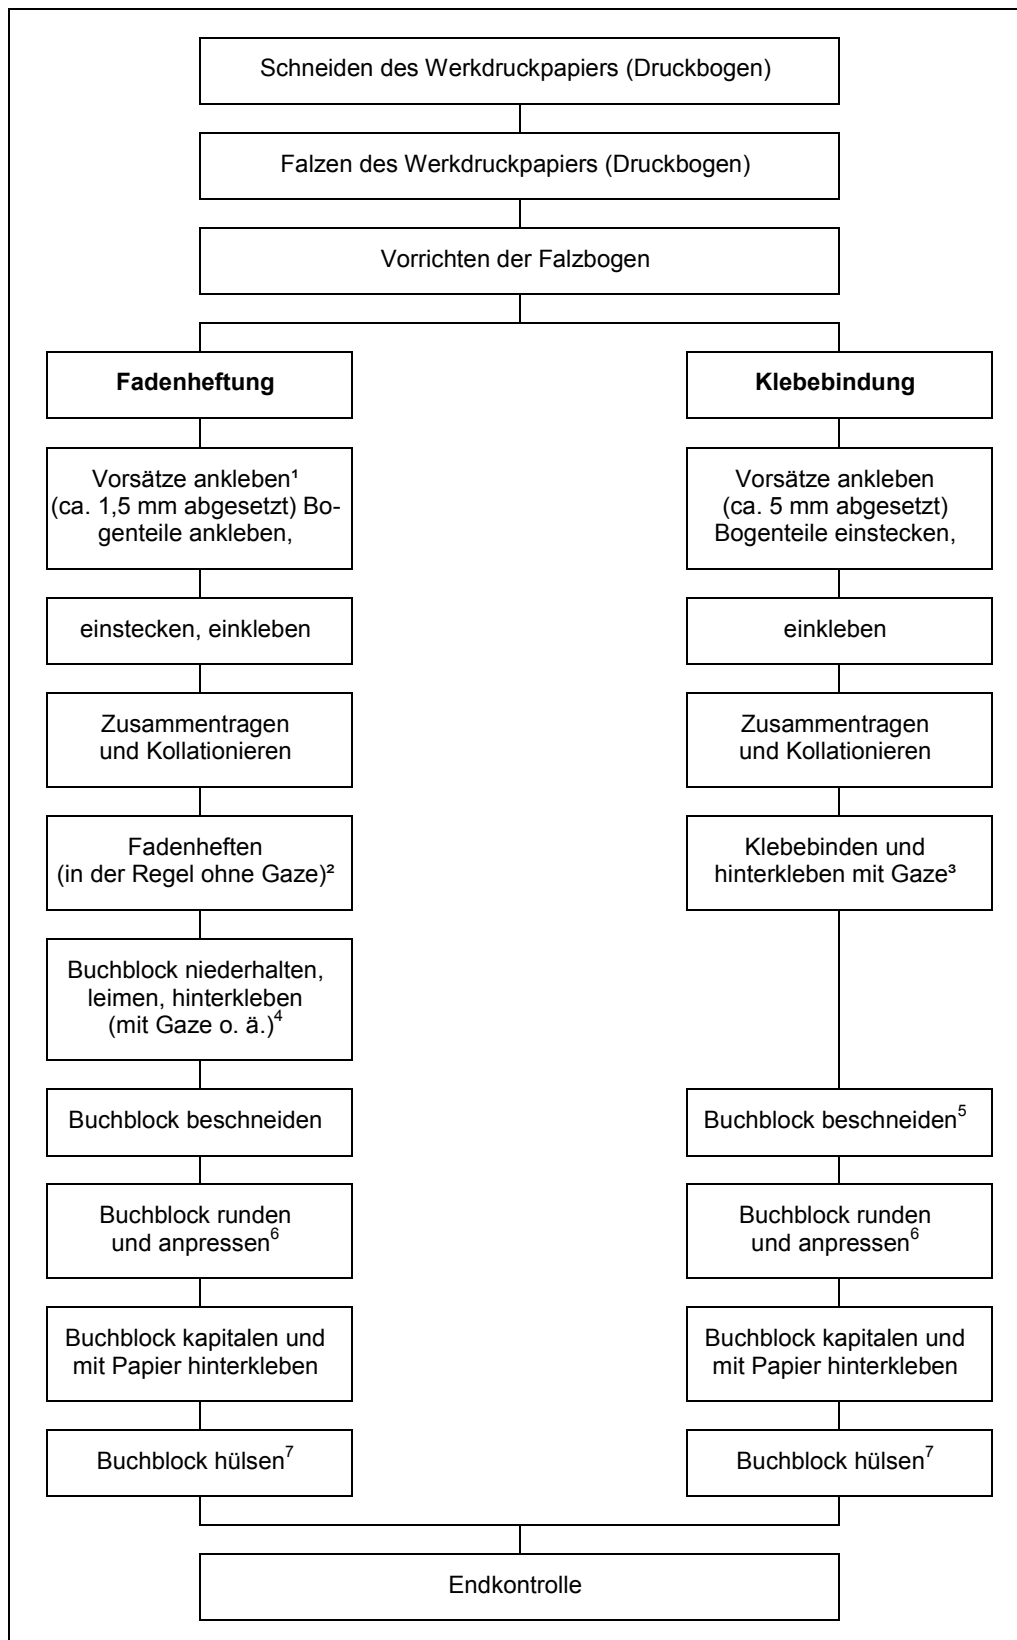 Schneiden des Werkdruckpapiers (Druckbogen)
Falzen des Werkdruckpapiers (Druckbogen)
Vorrichten der Falzbogen
Fadenheftung
Vorsätze ankleben¹
(ca. 1,5 mm abgesetzt) Bo-
genteile ankleben,
einstecken, einkleben
Zusammentragen
und Kollationieren
Fadenheften
(in der Regel ohne Gaze)²
Buchblock niederhalten,
leimen, hinterkleben
(mit Gaze o. ä.)⁴
Buchblock beschneiden
Buchblock runden
und anpressen⁶
Buchblock kapitalen und
mit Papier hinterkleben
Buchblock hülsen⁷
Klebebindung
Vorsätze ankleben
(ca. 5 mm abgesetzt)
Bogenteile einstecken,
einkleben
Zusammentragen
und Kollationieren
Klebebinden und
hinterkleben mit Gaze³
Buchblock beschneiden⁵
Buchblock runden
und anpressen⁶
Buchblock kapitalen und
mit Papier hinterkleben
Buchblock hülsen⁷
Endkontrolle